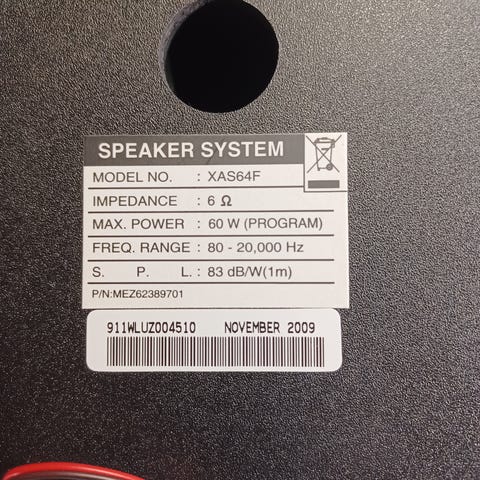 SPEAKER SYSTEM
MODEL NO. : XAS64F
IMPEDANCE : 6 Ω
MAX. POWER : 60 W (PROGRAM)
FREQ. RANGE : 80 - 20,000 Hz
S. P. L. : 83 dB/W(1m)
P/N:MEZ62389701
911WLUZ004510 NOVEMBER 2009